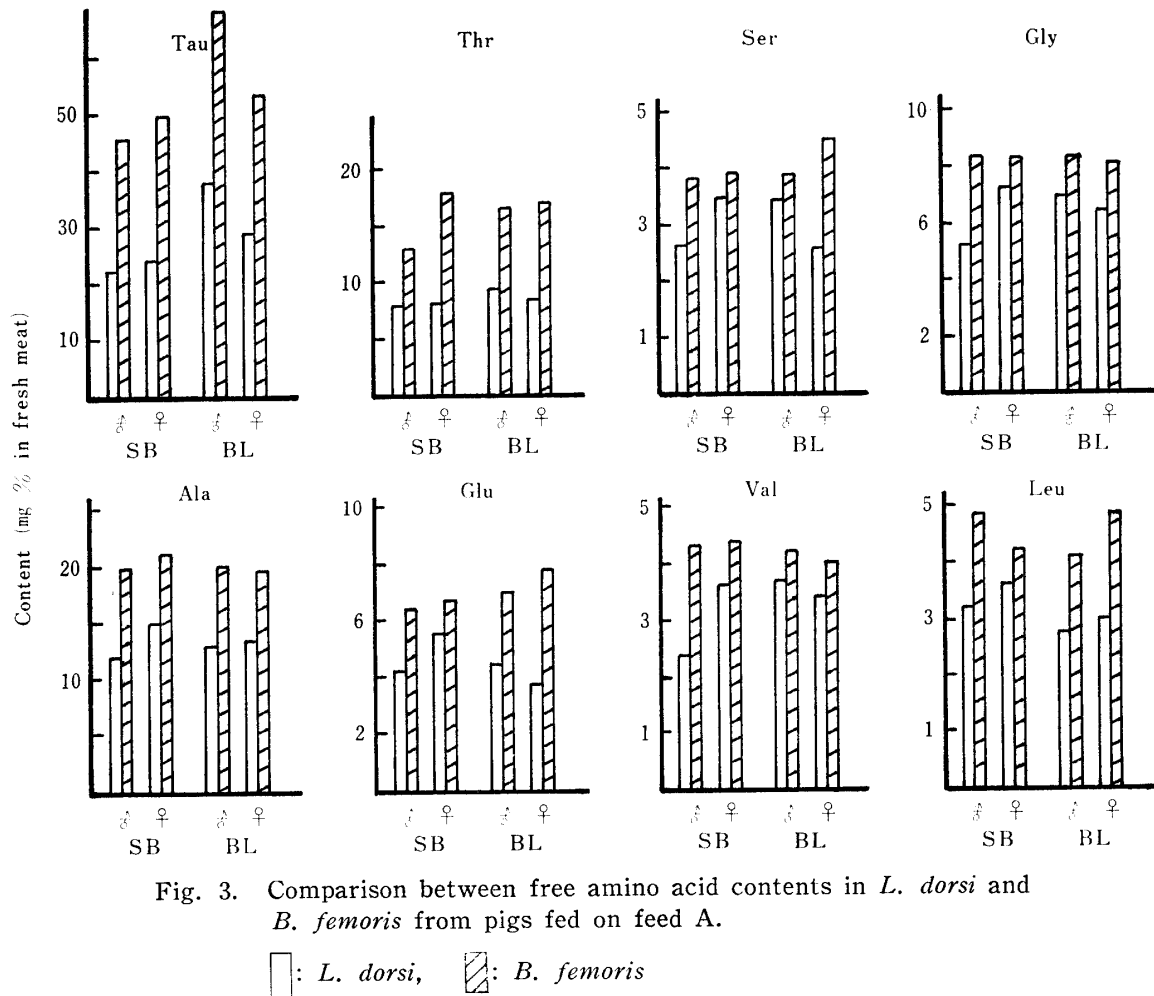 Content (mg % in fresh meat)
Tau
50
30
10
♂ ♀ ♂ ♀
SB BL
Thr
20
10
♂ ♀ ♂ ♀
SB BL
Ser
5
3
1
♂ ♀ ♂ ♀
SB BL
Gly
10
6
2
♂ ♀ ♂ ♀
SB BL
Ala
20
10
♂ ♀ ♂ ♀
SB BL
Glu
10
6
2
♂ ♀ ♂ ♀
SB BL
Val
5
3
1
♂ ♀ ♂ ♀
SB BL
Leu
5
3
1
♂ ♀ ♂ ♀
SB BL
Fig. 3. Comparison between free amino acid contents in L. dorsi and
B. femoris from pigs fed on feed A.
: L. dorsi, : B. femoris